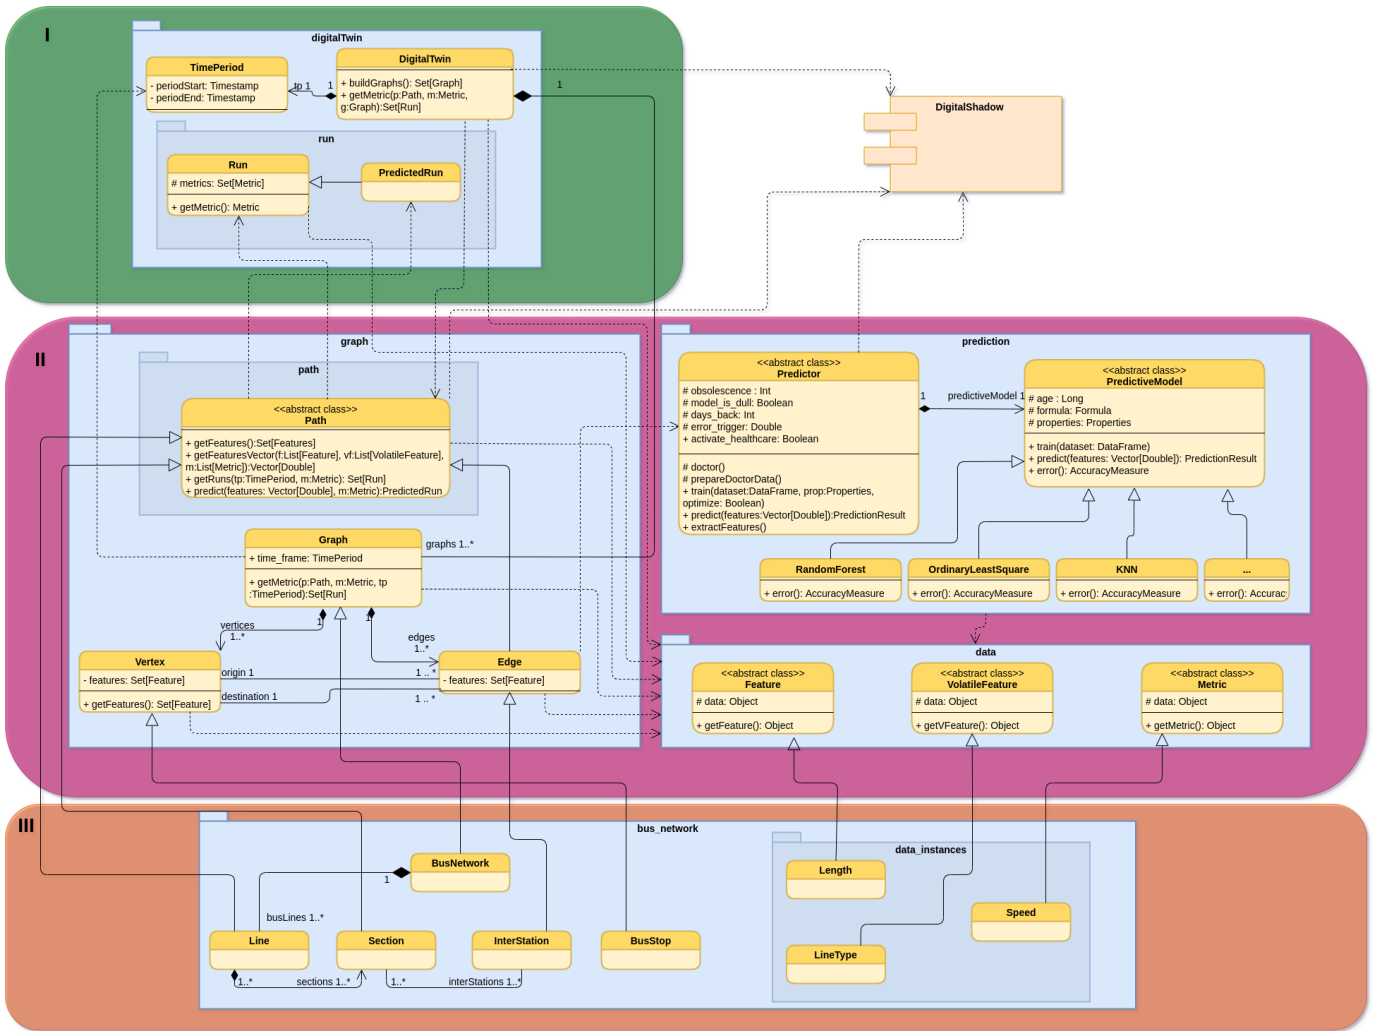 I
digitalTwin
TimePeriod
- periodStart: Timestamp
- periodEnd: Timestamp
tp 1
1
DigitalTwin
+ buildGraphs(): Set[Graph]
+ getMetric(p:Path, m:Metric,
g:Graph):Set[Run]
1
DigitalShadow
run
Run
# metrics: Set[Metric]
+ getMetric(): Metric
PredictedRun
II
graph
path
<<abstract class>>
Path
+ getFeatures():Set[Features]
+ getFeaturesVector(f:List[Feature], vf:List[VolatileFeature],
m:List[Metric]):Vector[Double]
+ getRuns(tp:TimePeriod, m:Metric): Set[Run]
+ predict(features: Vector[Double], m:Metric):PredictedRun
Graph
+ time_frame: TimePeriod
+ getMetric(p:Path, m:Metric, tp
:TimePeriod):Set[Run]
graphs 1..*
vertices
1..*
1
1
edges
1..*
Vertex
- features: Set[Feature]
+ getFeatures(): Set[Feature]
origin 1
1 .. *
destination 1
1 ..*
Edge
- features: Set[Feature]
prediction
<<abstract class>>
Predictor
# obsolescence : Int
# model_is_dull: Boolean
# days_back: Int
# error_trigger: Double
+ activate_healthcare: Boolean
# doctor()
# prepareDoctorData()
+ train(dataset:DataFrame, prop:Properties,
optimize: Boolean)
+ predict(features:Vector[Double]):PredictionResult
+ extractFeatures()
1
predictiveModel 1
<<abstract class>>
PredictiveModel
# age : Long
# formula: Formula
# properties: Properties
+ train(dataset: DataFrame)
+ predict(features: Vector[Double]): PredictionResult
+ error(): AccuracyMeasure
RandomForest
+ error(): AccuracyMeasure
OrdinaryLeastSquare
+ error(): AccuracyMeasure
KNN
+ error(): AccuracyMeasure
...
+ error(): Accurac
data
<<abstract class>>
Feature
# data: Object
+ getFeature(): Object
<<abstract class>>
VolatileFeature
# data: Object
+ getVFeature(): Object
<<abstract class>>
Metric
# data: Object
+ getMetric(): Object
III
bus_network
BusNetwork
1
busLines 1..*
Line
Section
InterStation
BusStop
1..*
sections 1..*
1..*
interStations 1..*
data_instances
Length
Speed
LineType